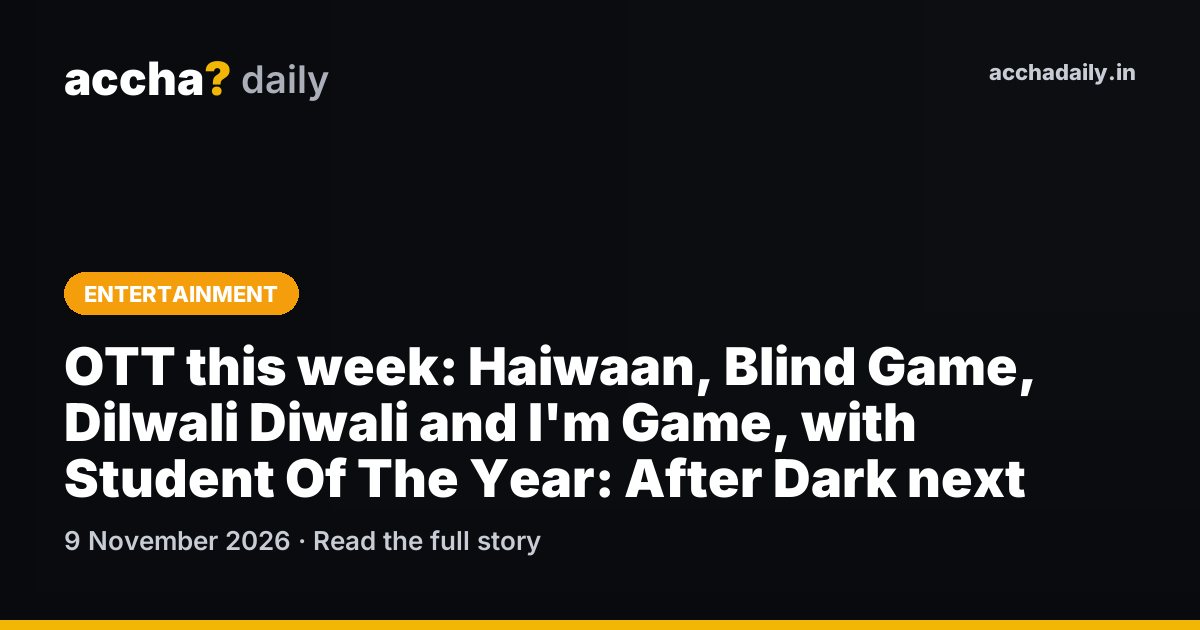 accha? daily
acchadaily.in
ENTERTAINMENT
OTT this week: Haiwaan, Blind Game,
Dilwali Diwali and I'm Game, with
Student Of The Year: After Dark next
9 November 2026 · Read the full story